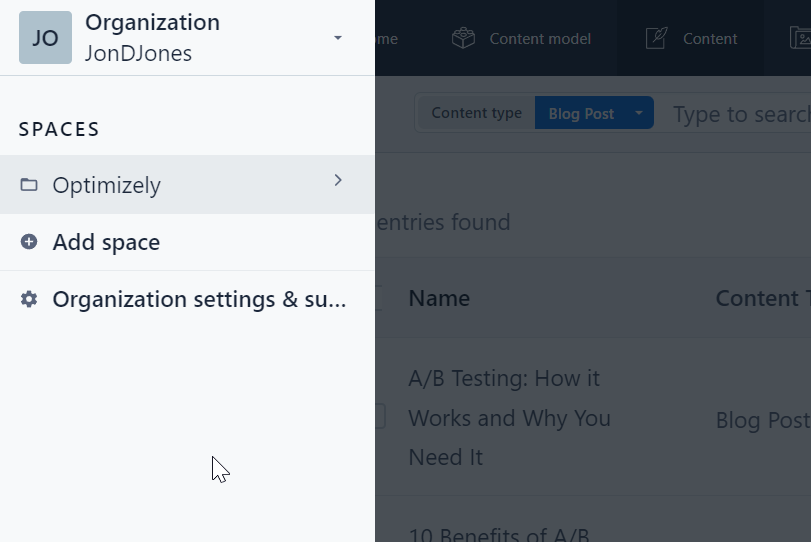 JO
Organization
JonDJones
SPACES
Optimizely
Add space
Organization settings & su...
me
Content model
Content
Content type
Blog Post
Type to search
entries found
Name
Content T
A/B Testing: How it
Works and Why You
Need It
Blog Post
10 Benefits of A/B